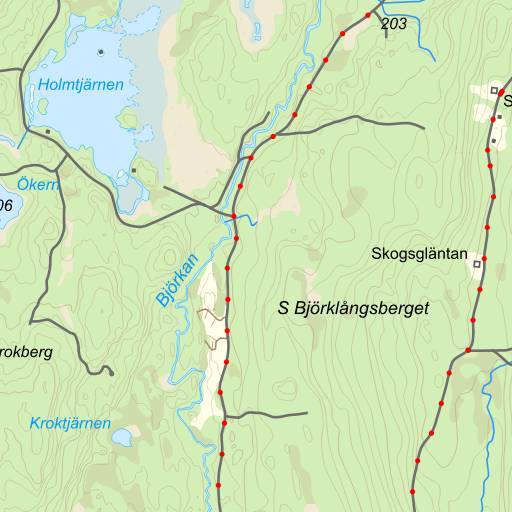 203
Holmtjärnen
S
Ökern
06
Skogsgläntan
Björkan
S Björklångsberget
rokberg
Kroktjärnen